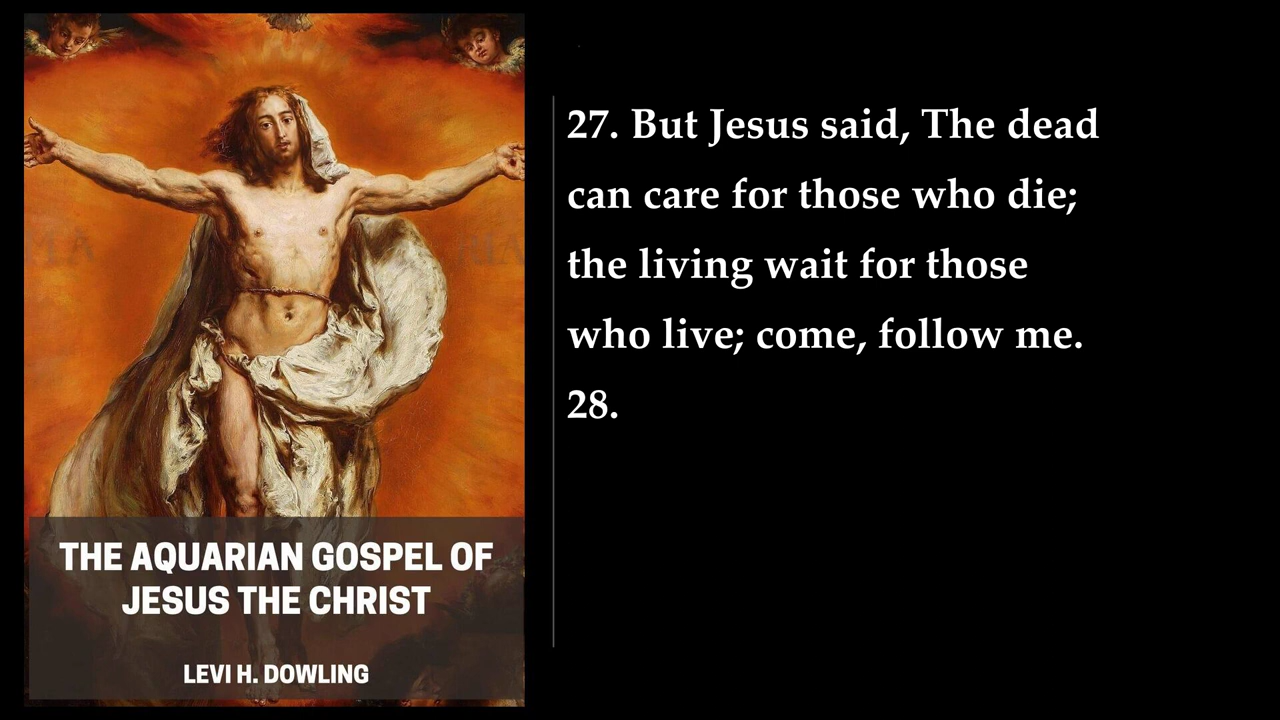 27. But Jesus said, The dead
can care for those who die;
the living wait for those
who live; come, follow me.
28.
THE AQUARIAN GOSPEL OF
JESUS THE CHRIST
LEVI H. DOWLING